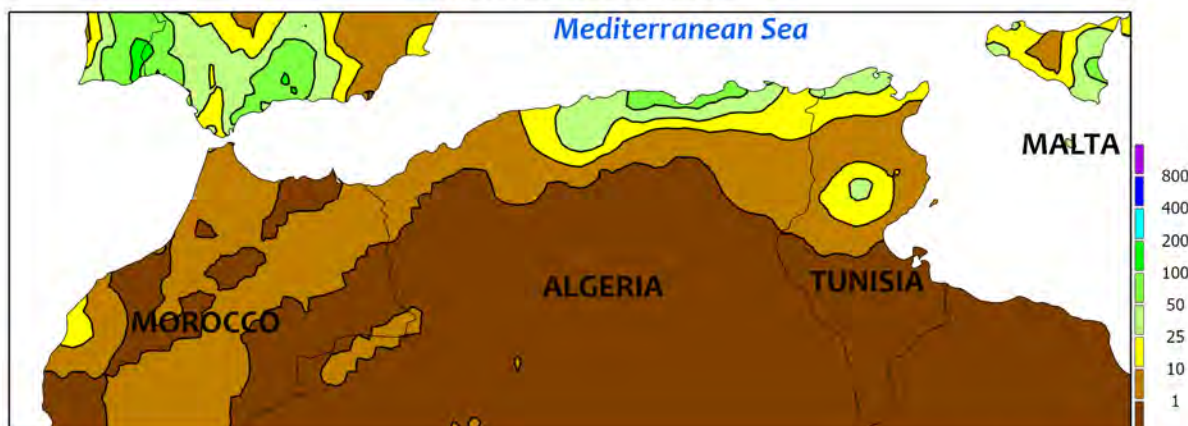 Mediterranean Sea
MALTA
800
400
ALGERIA
TUNISIA
200
100
MOROCCO
50
25
10
1